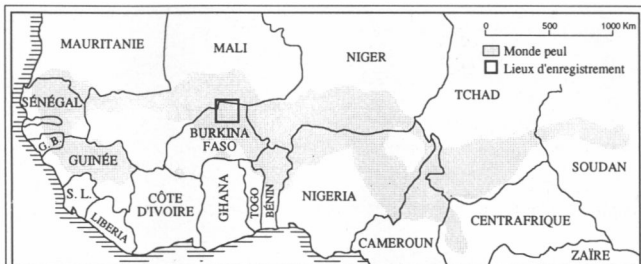 0 500 1000 Km
MAURITANIE
MALI
NIGER
Monde peul
Lieux d'enregistrement
TCHAD
SÉNÉGAL
BURKINA
FASO
G.B.
GUINÉE
SOUDAN
S.L.
CÔTE
D'IVOIRE
GHANA
TOGO
BÉNIN
NIGERIA
LIBERIA
CENTRAFRIQUE
CAMEROUN
ZAÏRE